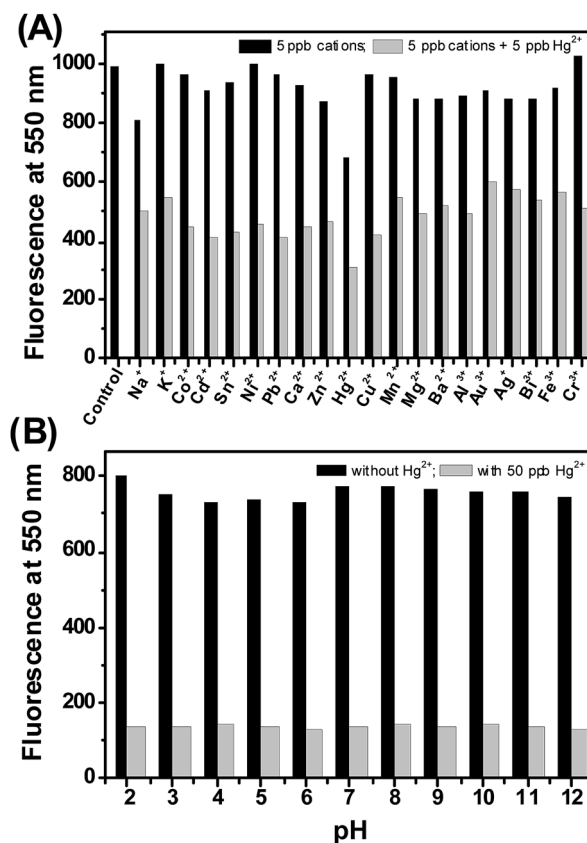 (A)
5 ppb cations; 5 ppb cations + 5 ppb Hg²⁺
Fluorescence at 550 nm
1000
800
600
400
200
0
Control Na⁺ K⁺ Co²⁺ Cd²⁺ Sn²⁺ Ni²⁺ Pb²⁺ Ca²⁺ Zn²⁺ Hg²⁺ Cu²⁺ Mn²⁺ Mg²⁺ Ba²⁺ Al³⁺ Au³⁺ Ag⁺ Bi³⁺ Fe³⁺ Cr³⁺
(B)
without Hg²⁺; with 50 ppb Hg²⁺
Fluorescence at 550 nm
800
600
400
200
0
2 3 4 5 6 7 8 9 10 11 12
pH